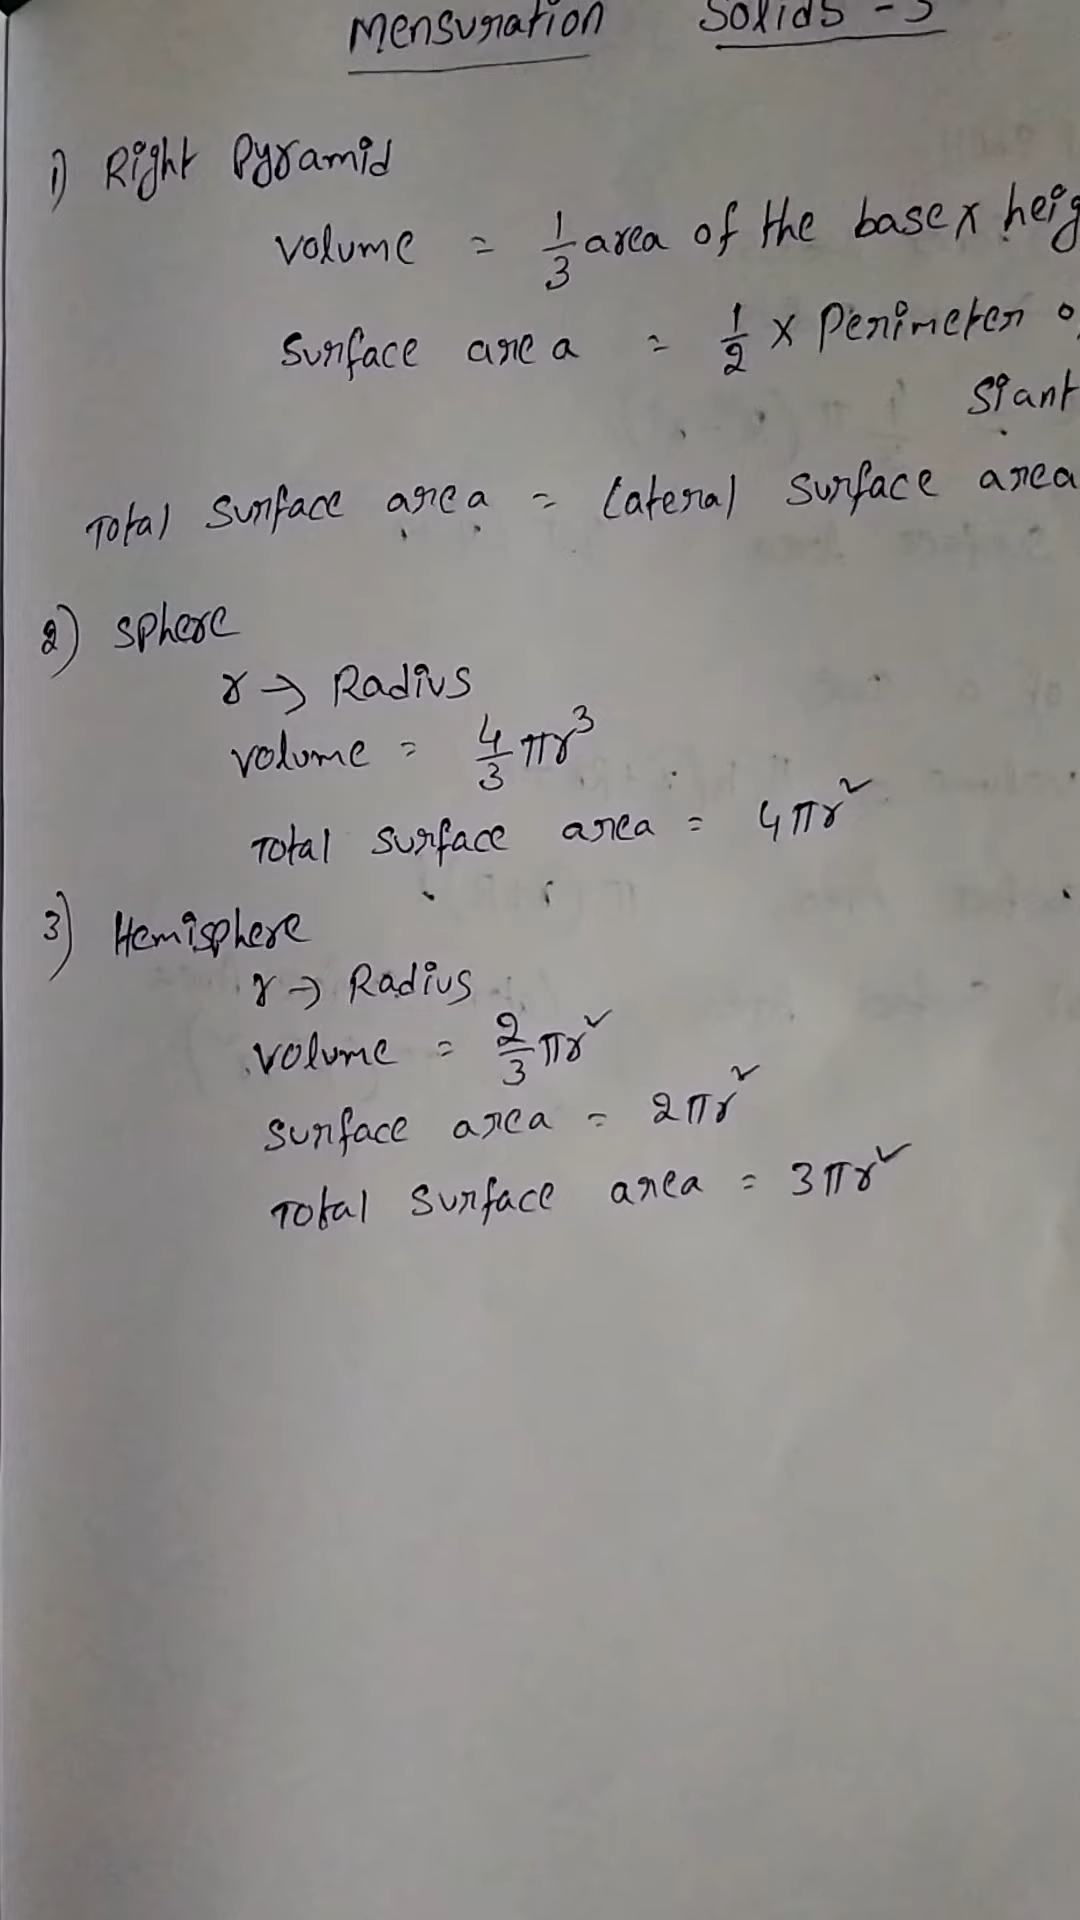 Mensuration Solids - 3
1) Right Pyramid
volume = 1/3 area of the base x heig
Surface area = 1/2 x Perimeter o
Slant
Total Surface area = Lateral Surface area
2) Sphere
r → Radius
volume = 4/3 πr³
Total Surface area = 4πr²
3) Hemisphere
r → Radius
volume = 2/3 πr²
Surface area = 2πr²
Total Surface area = 3πr²